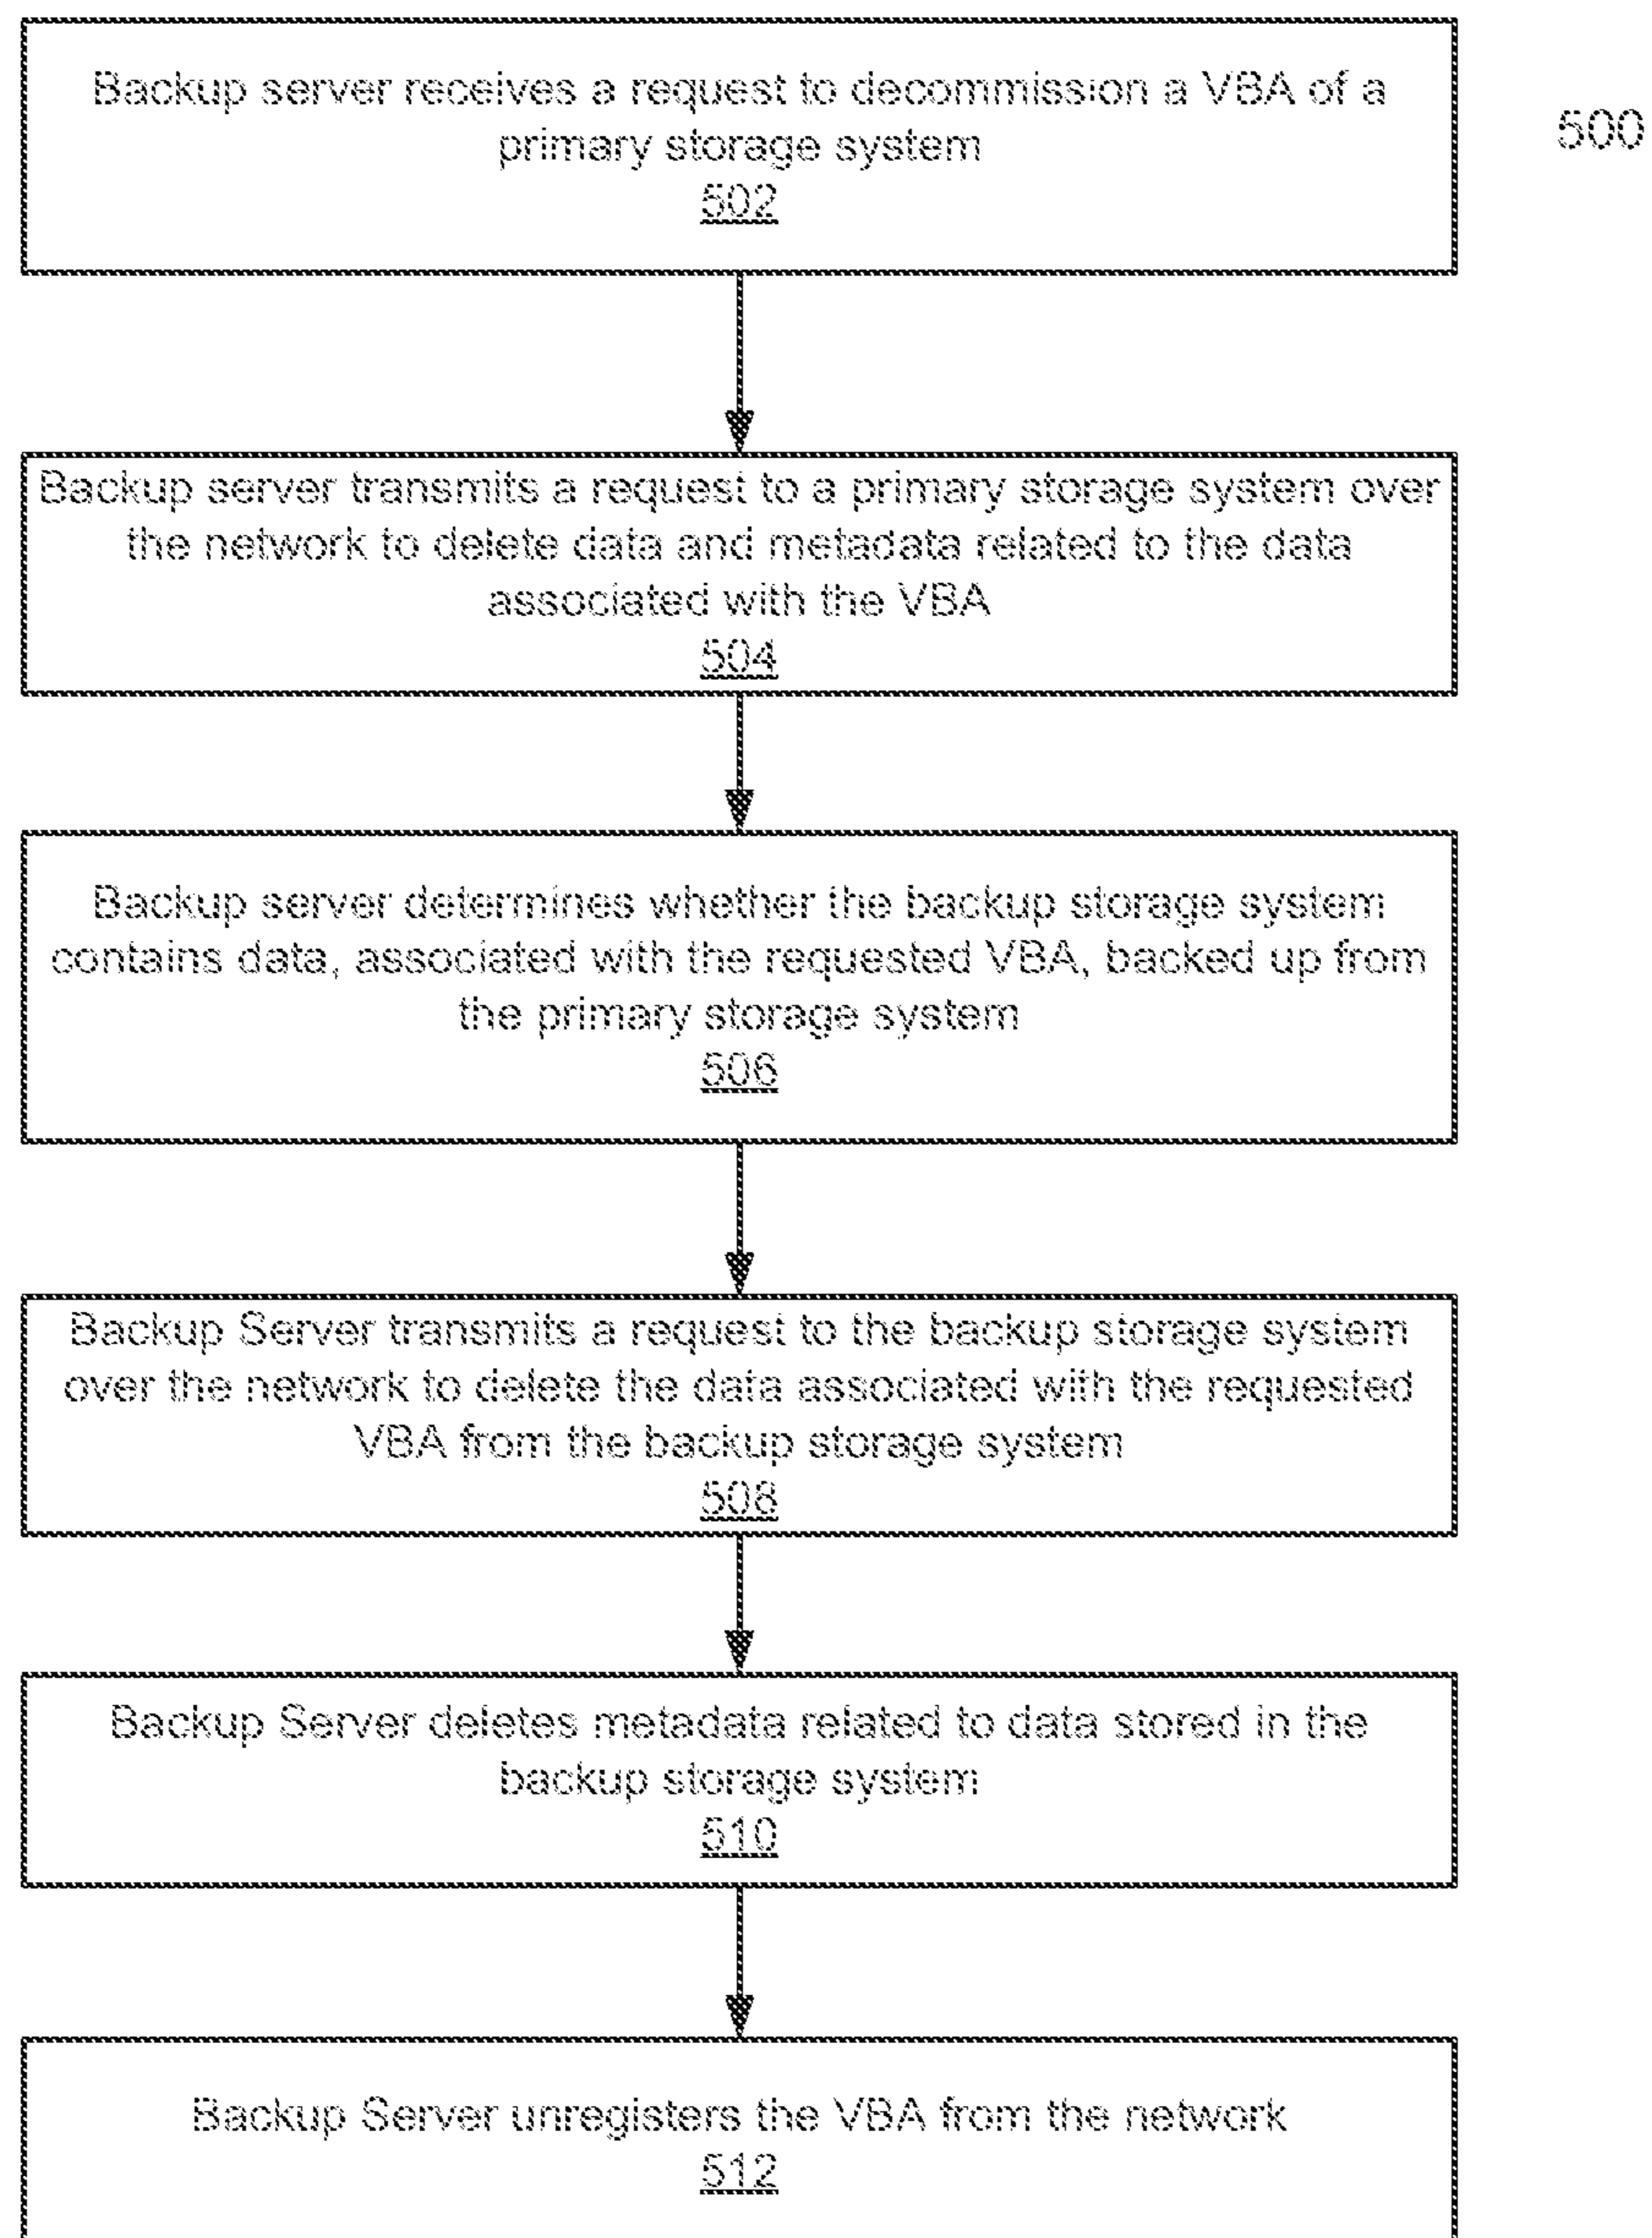 Backup server receives a request to decommission a VBA of a
primary storage system
502
500
Backup server transmits a request to a primary storage system over
the network to delete data and metadata related to the data
associated with the VBA
504
Backup server determines whether the backup storage system
contains data, associated with the requested VBA, backed up from
the primary storage system
506
Backup Server transmits a request to the backup storage system
over the network to delete the data associated with the requested
VBA from the backup storage system
508
Backup Server deletes metadata related to data stored in the
backup storage system
510
Backup Server unregisters the VBA from the network
512